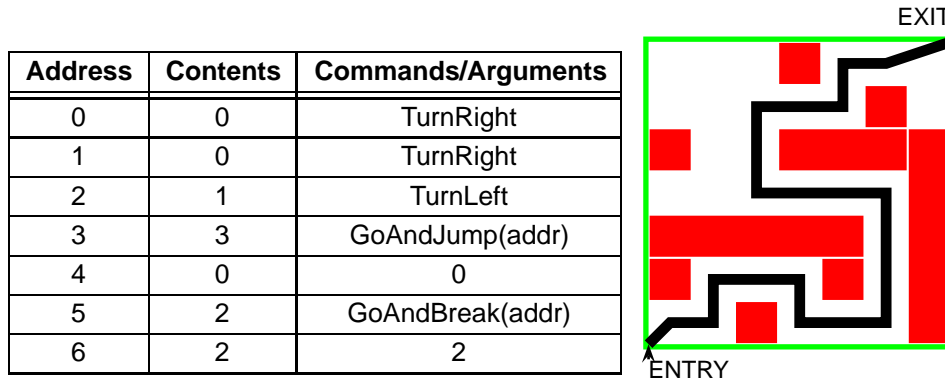 EXIT
Address Contents Commands/Arguments
0 0 TurnRight
1 0 TurnRight
2 1 TurnLeft
3 3 GoAndJump(addr)
4 0 0
5 2 GoAndBreak(addr)
6 2 2
ENTRY